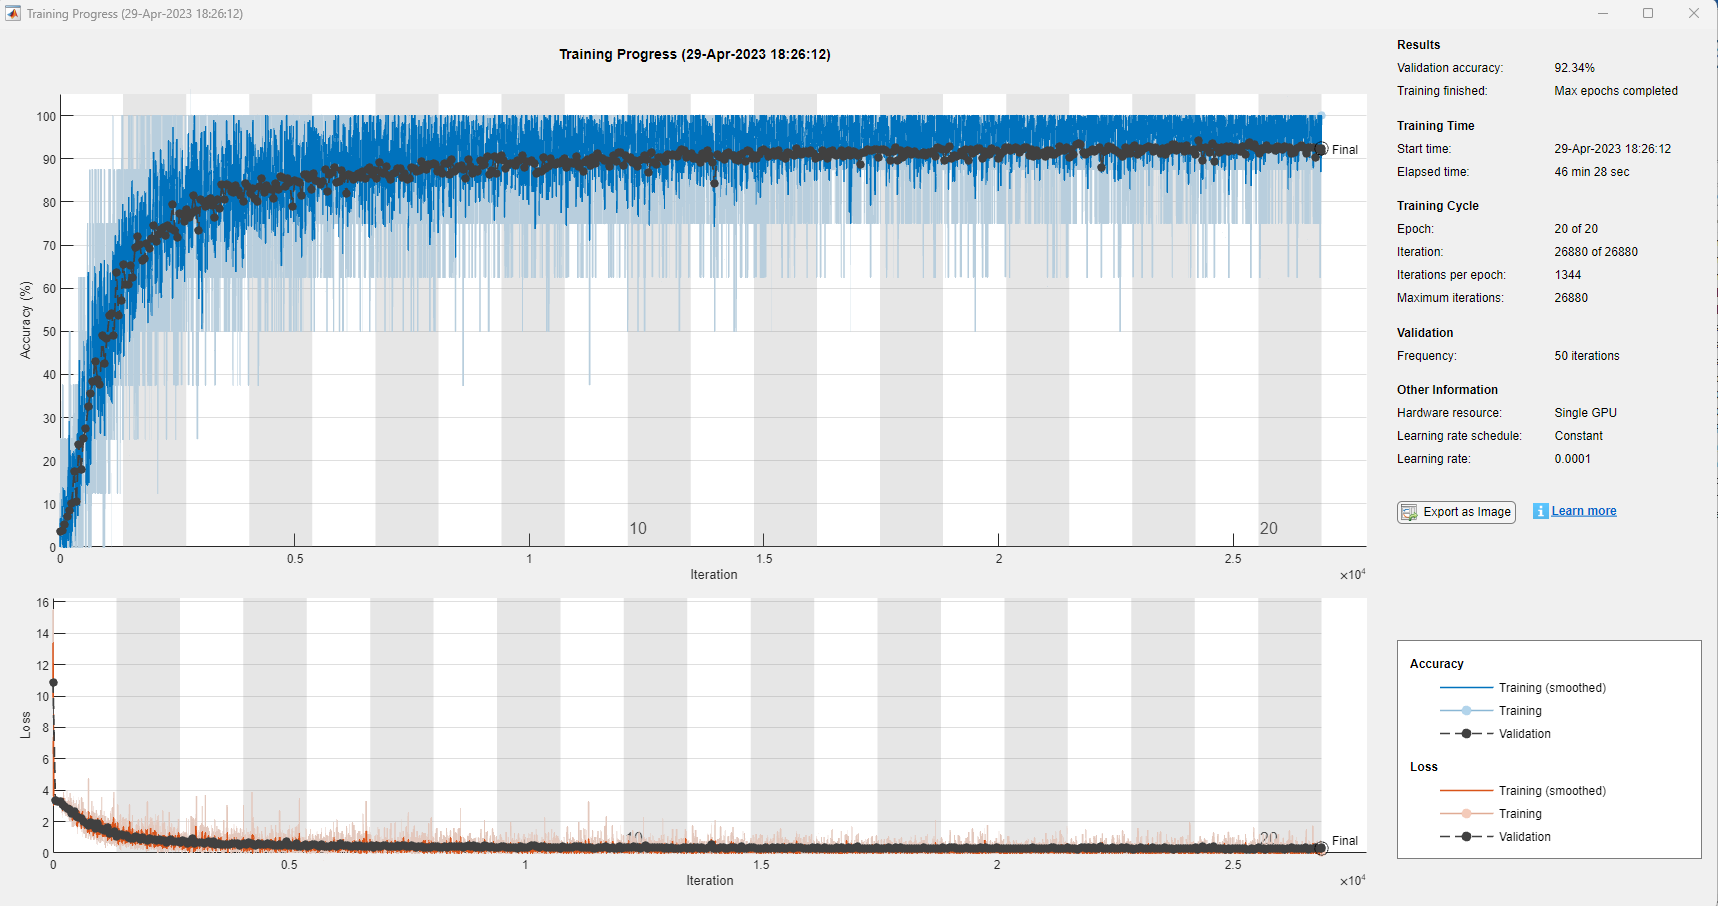 Training Progress (29-Apr-2023 18:26:12)
Training Progress (29-Apr-2023 18:26:12)
Accuracy (%)
100
90
80
70
60
50
40
30
20
10
0
10
20
Final
0
0.5
1
1.5
2
2.5
Iteration
×10⁴
Loss
16
14
12
10
8
6
4
2
0
10
20
Final
0
0.5
1
1.5
2
2.5
Iteration
×10⁴
Results
Validation accuracy: 92.34%
Training finished: Max epochs completed
Training Time
Start time: 29-Apr-2023 18:26:12
Elapsed time: 46 min 28 sec
Training Cycle
Epoch: 20 of 20
Iteration: 26880 of 26880
Iterations per epoch: 1344
Maximum iterations: 26880
Validation
Frequency: 50 iterations
Other Information
Hardware resource: Single GPU
Learning rate schedule: Constant
Learning rate: 0.0001
Export as Image
i Learn more
Accuracy
Training (smoothed)
Training
Validation
Loss
Training (smoothed)
Training
Validation